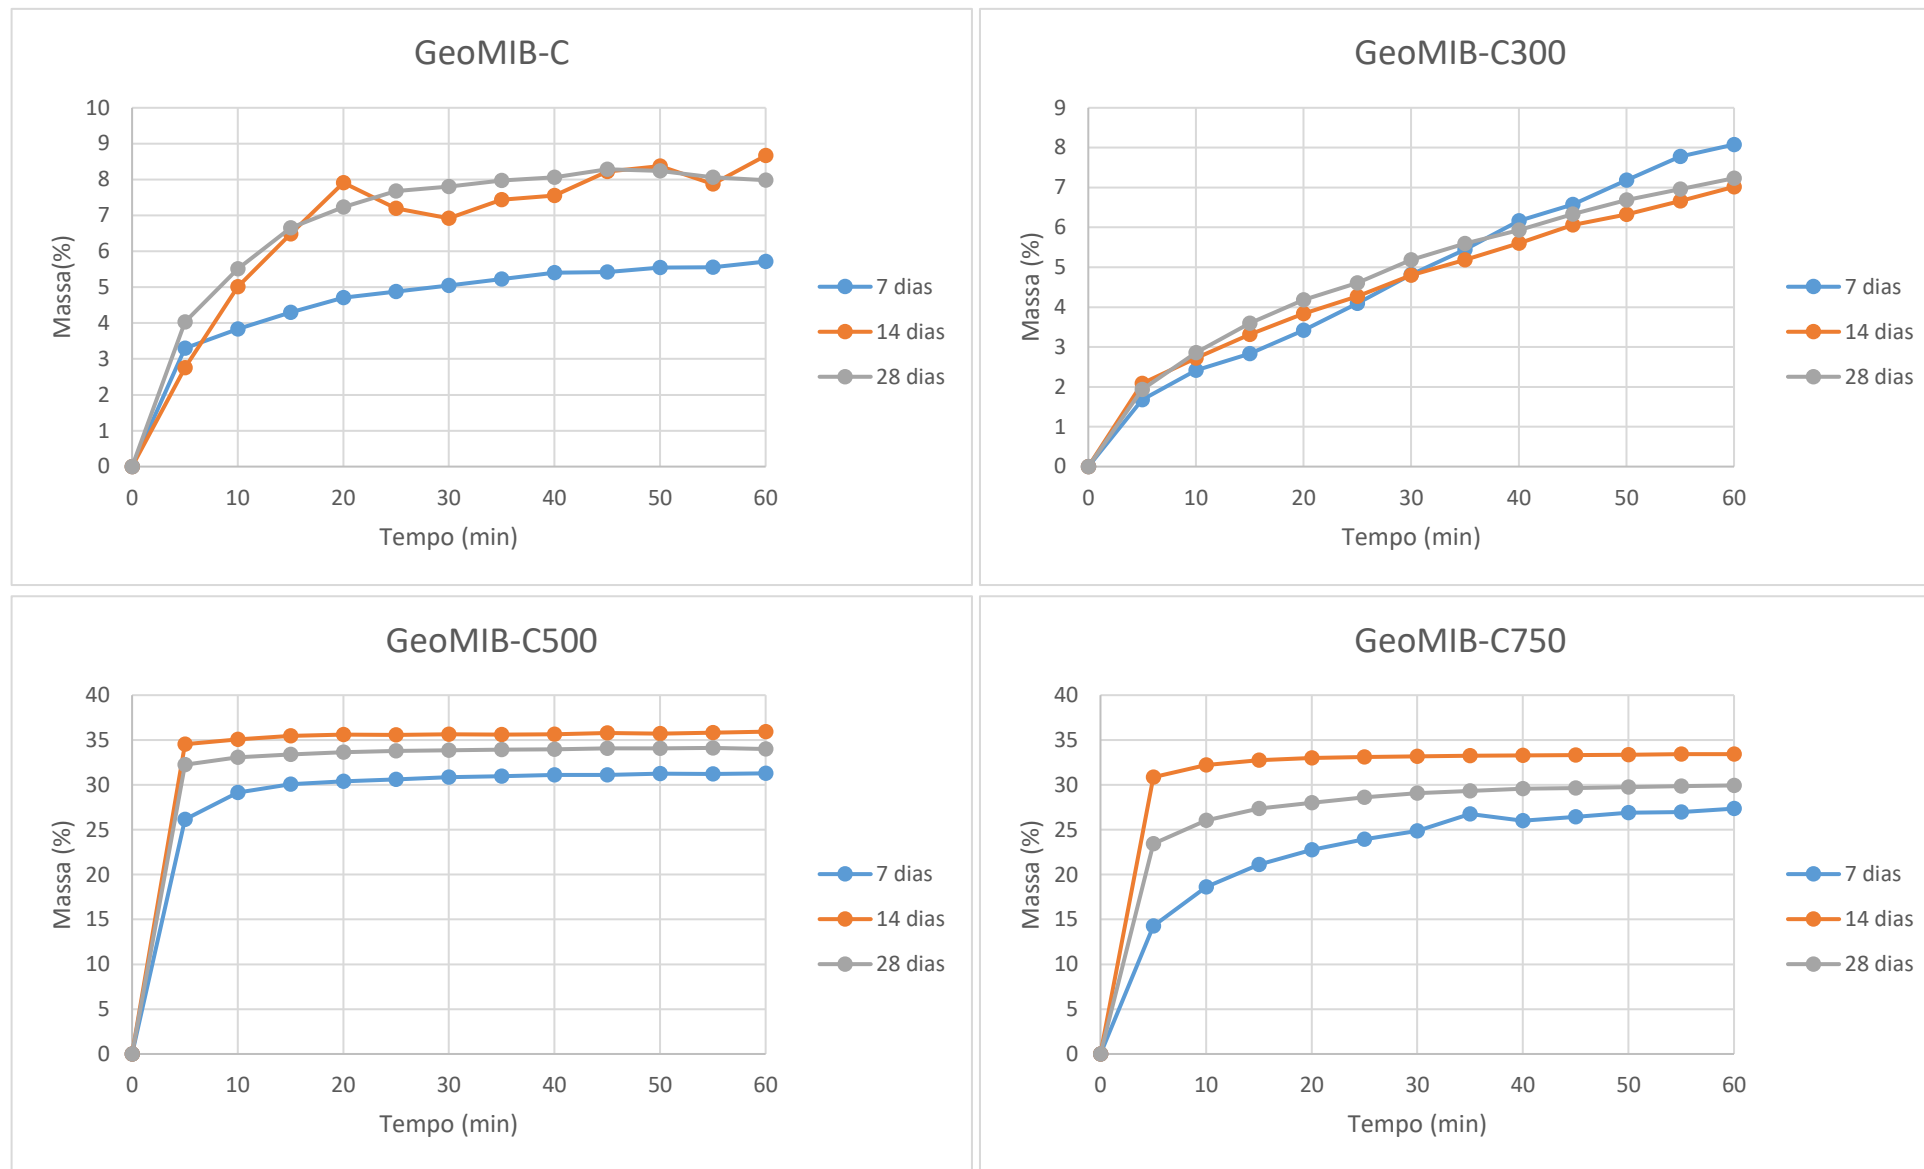 GeoMIB-C
10
9
8
7
6
5
4
3
2
1
0
Massa(%)
0 10 20 30 40 50 60
Tempo (min)
7 dias
14 dias
28 dias
GeoMIB-C300
9
8
7
6
5
4
3
2
1
0
Massa (%)
0 10 20 30 40 50 60
Tempo (min)
7 dias
14 dias
28 dias
GeoMIB-C500
40
35
30
25
20
15
10
5
0
Massa (%)
0 10 20 30 40 50 60
Tempo (min)
7 dias
14 dias
28 dias
GeoMIB-C750
40
35
30
25
20
15
10
5
0
Massa (%)
0 10 20 30 40 50 60
Tempo (min)
7 dias
14 dias
28 dias